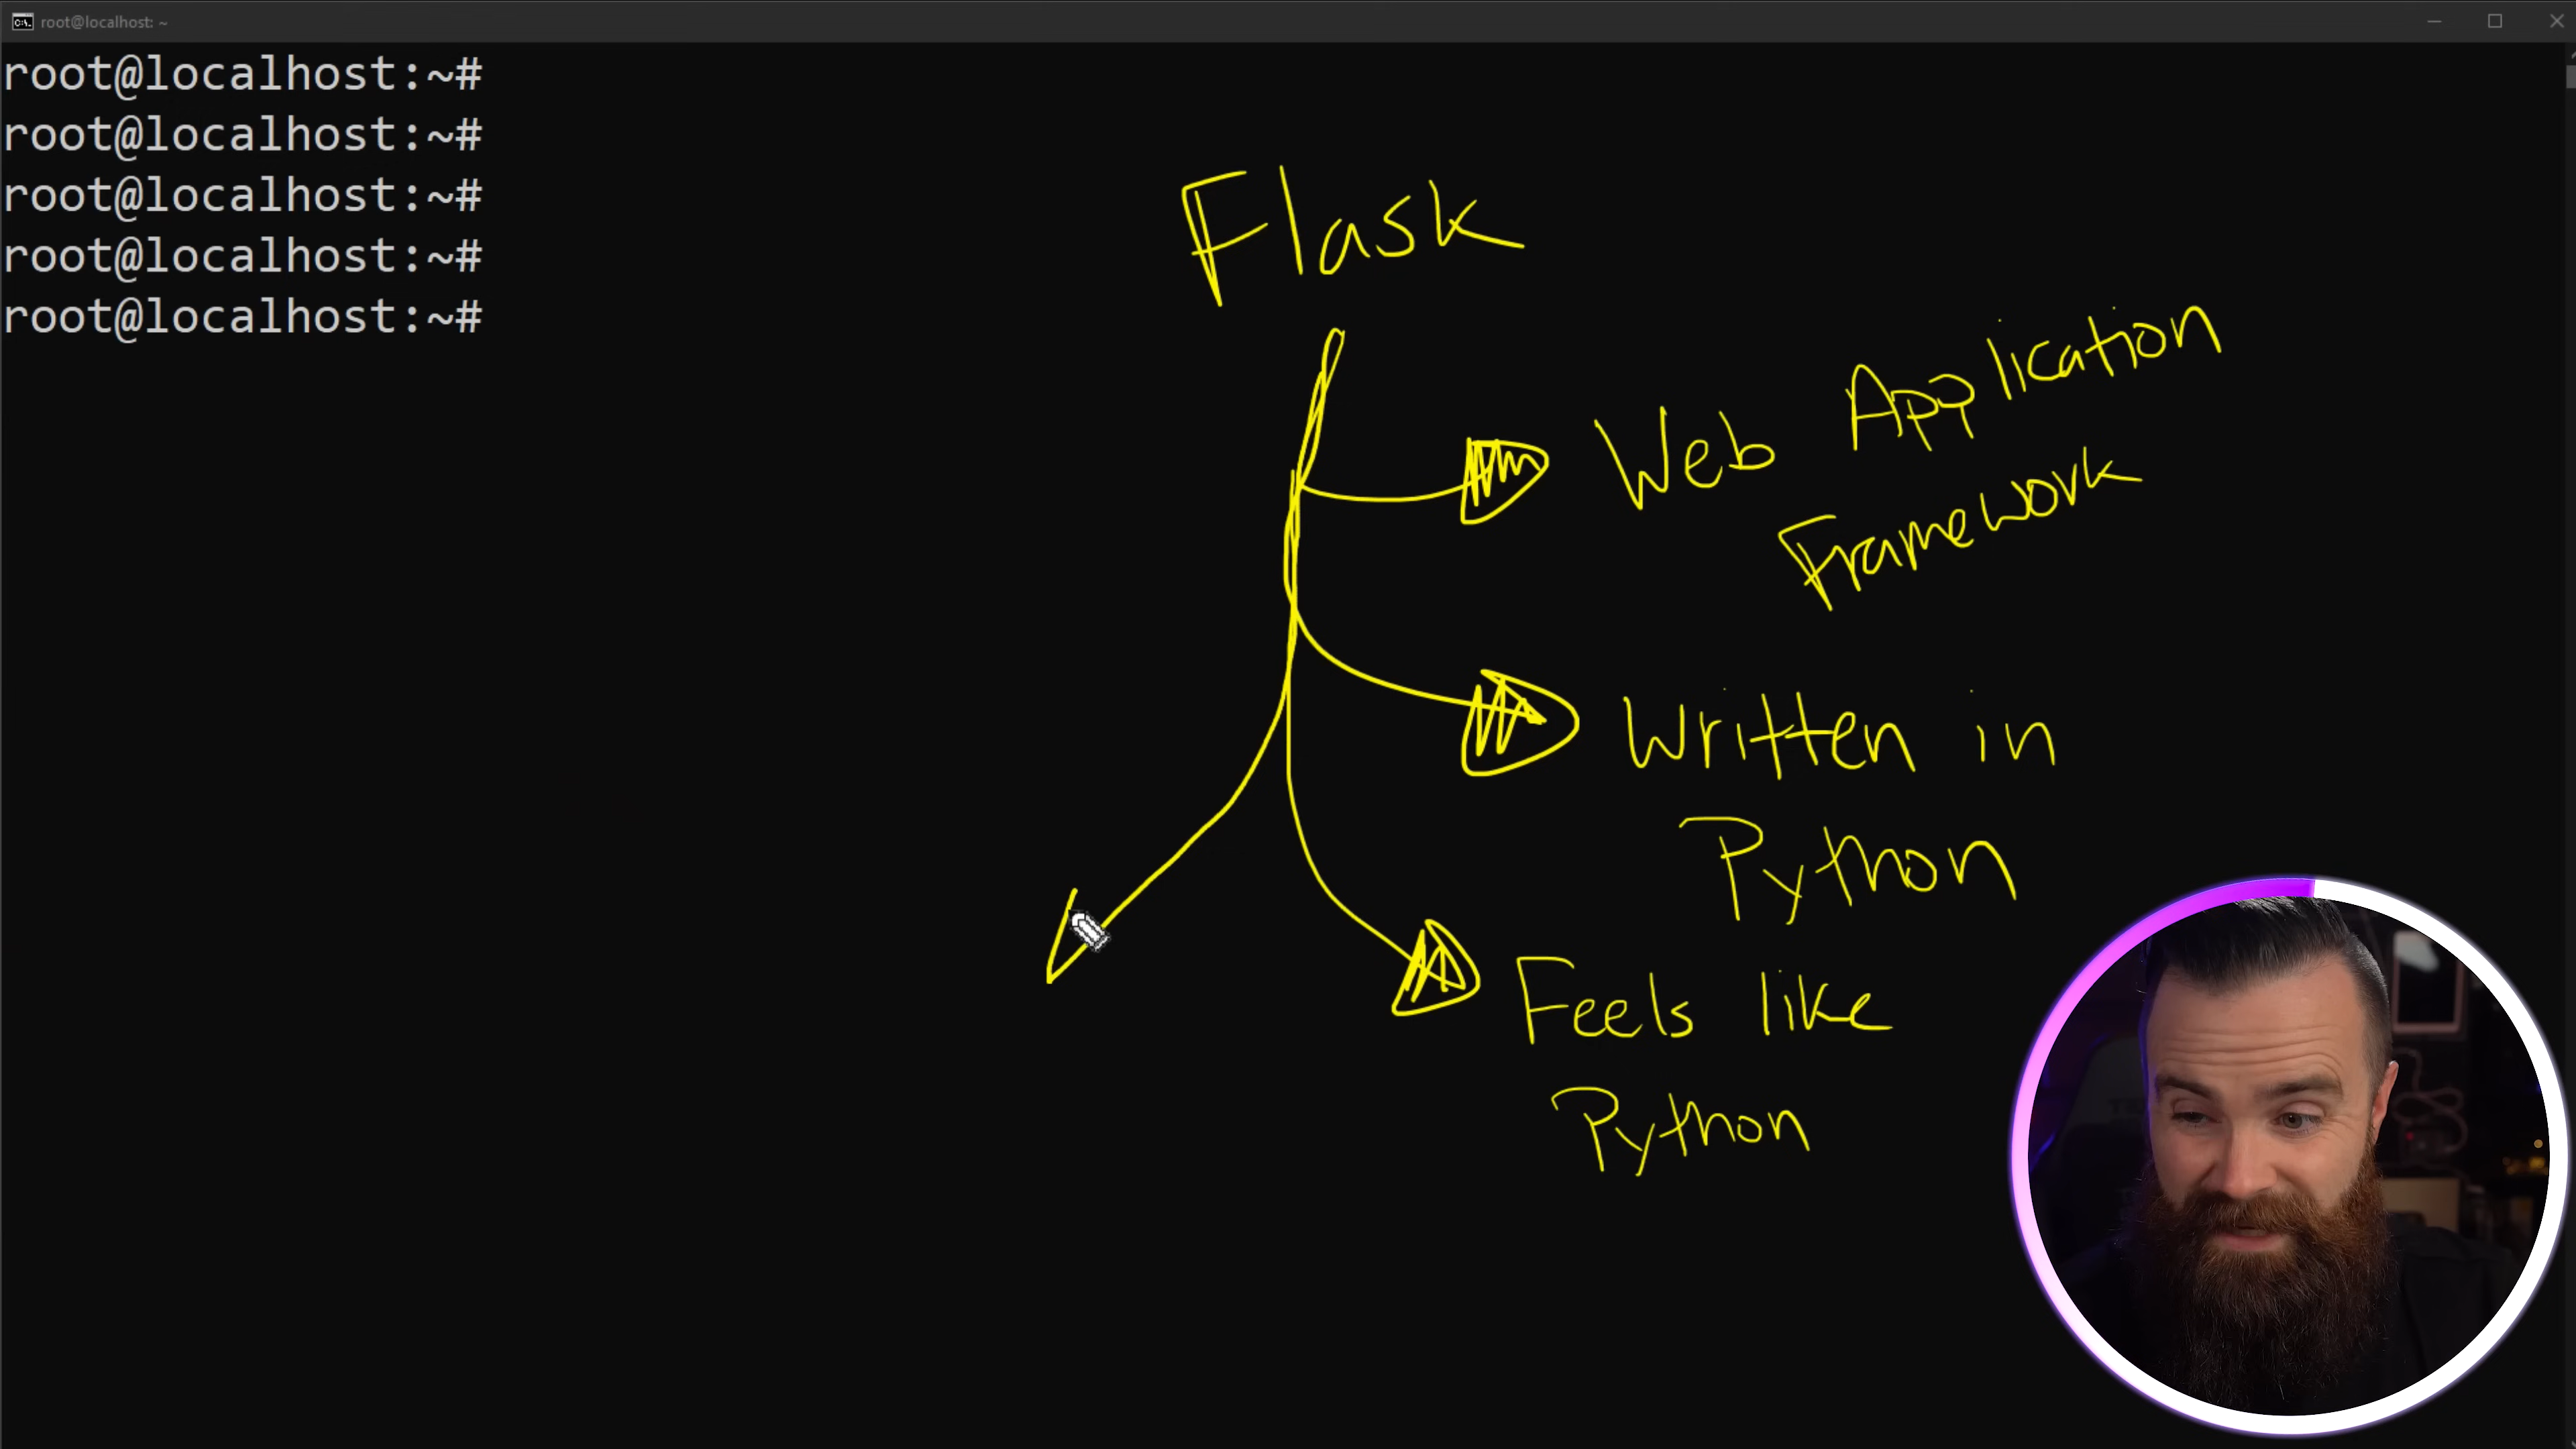 root@localhost: ~
root@localhost:~#
root@localhost:~#
root@localhost:~#
root@localhost:~#
root@localhost:~#
Flask
Web Application
Framework
Written in
Python
Feels like
Python